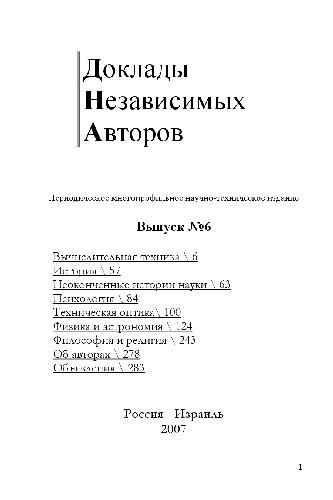 Доклады
Независимых
Авторов
Периодическое многопрофильное научно-техническое издание
Выпуск №6
Вычислительная техника \ 6
История \ 57
Неоконченные истории науки \ 63
Психология \ 84
Техническая оптика\ 100
Физика и астрономия \ 124
Философия и религия \ 243
Об авторах \ 278
Объявления \ 283
Россия - Израиль
2007
1